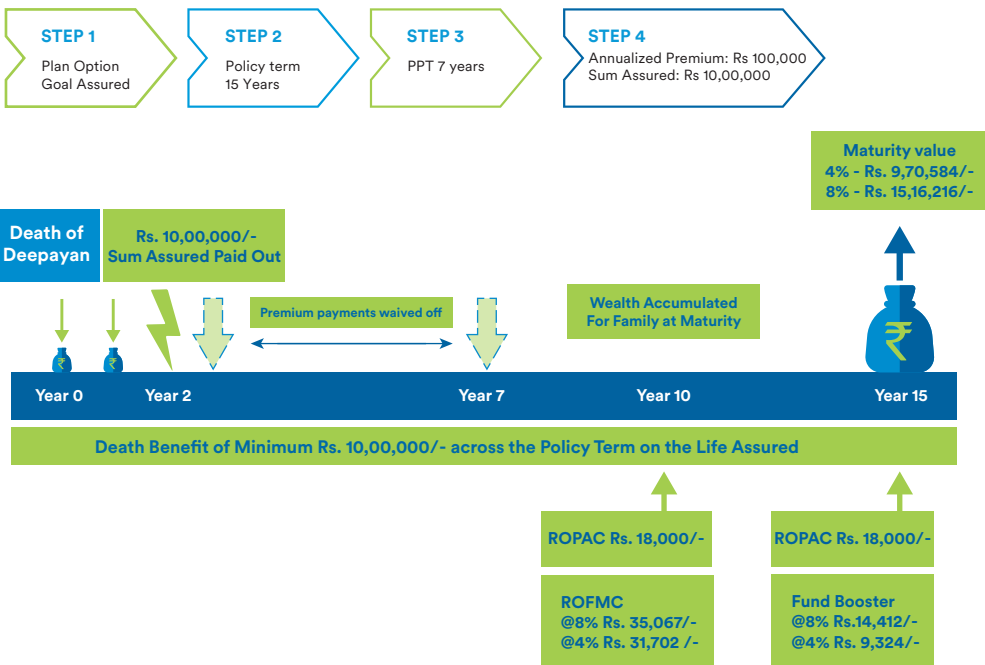 STEP 1
Plan Option
Goal Assured
STEP 2
Policy term
15 Years
STEP 3
PPT 7 years
STEP 4
Annualized Premium: Rs 100,000
Sum Assured: Rs 10,00,000
Maturity value
4% - Rs. 9,70,584/-
8% - Rs. 15,16,216/-
Death of
Deepayan
Rs. 10,00,000/-
Sum Assured Paid Out
Premium payments waived off
Wealth Accumulated
For Family at Maturity
₹
₹
₹
Year 0
Year 2
Year 7
Year 10
Year 15
Death Benefit of Minimum Rs. 10,00,000/- across the Policy Term on the Life Assured
ROPAC Rs. 18,000/-
ROPAC Rs. 18,000/-
ROFMC
@8% Rs. 35,067/-
@4% Rs. 31,702 /-
Fund Booster
@8% Rs.14,412/-
@4% Rs. 9,324/-